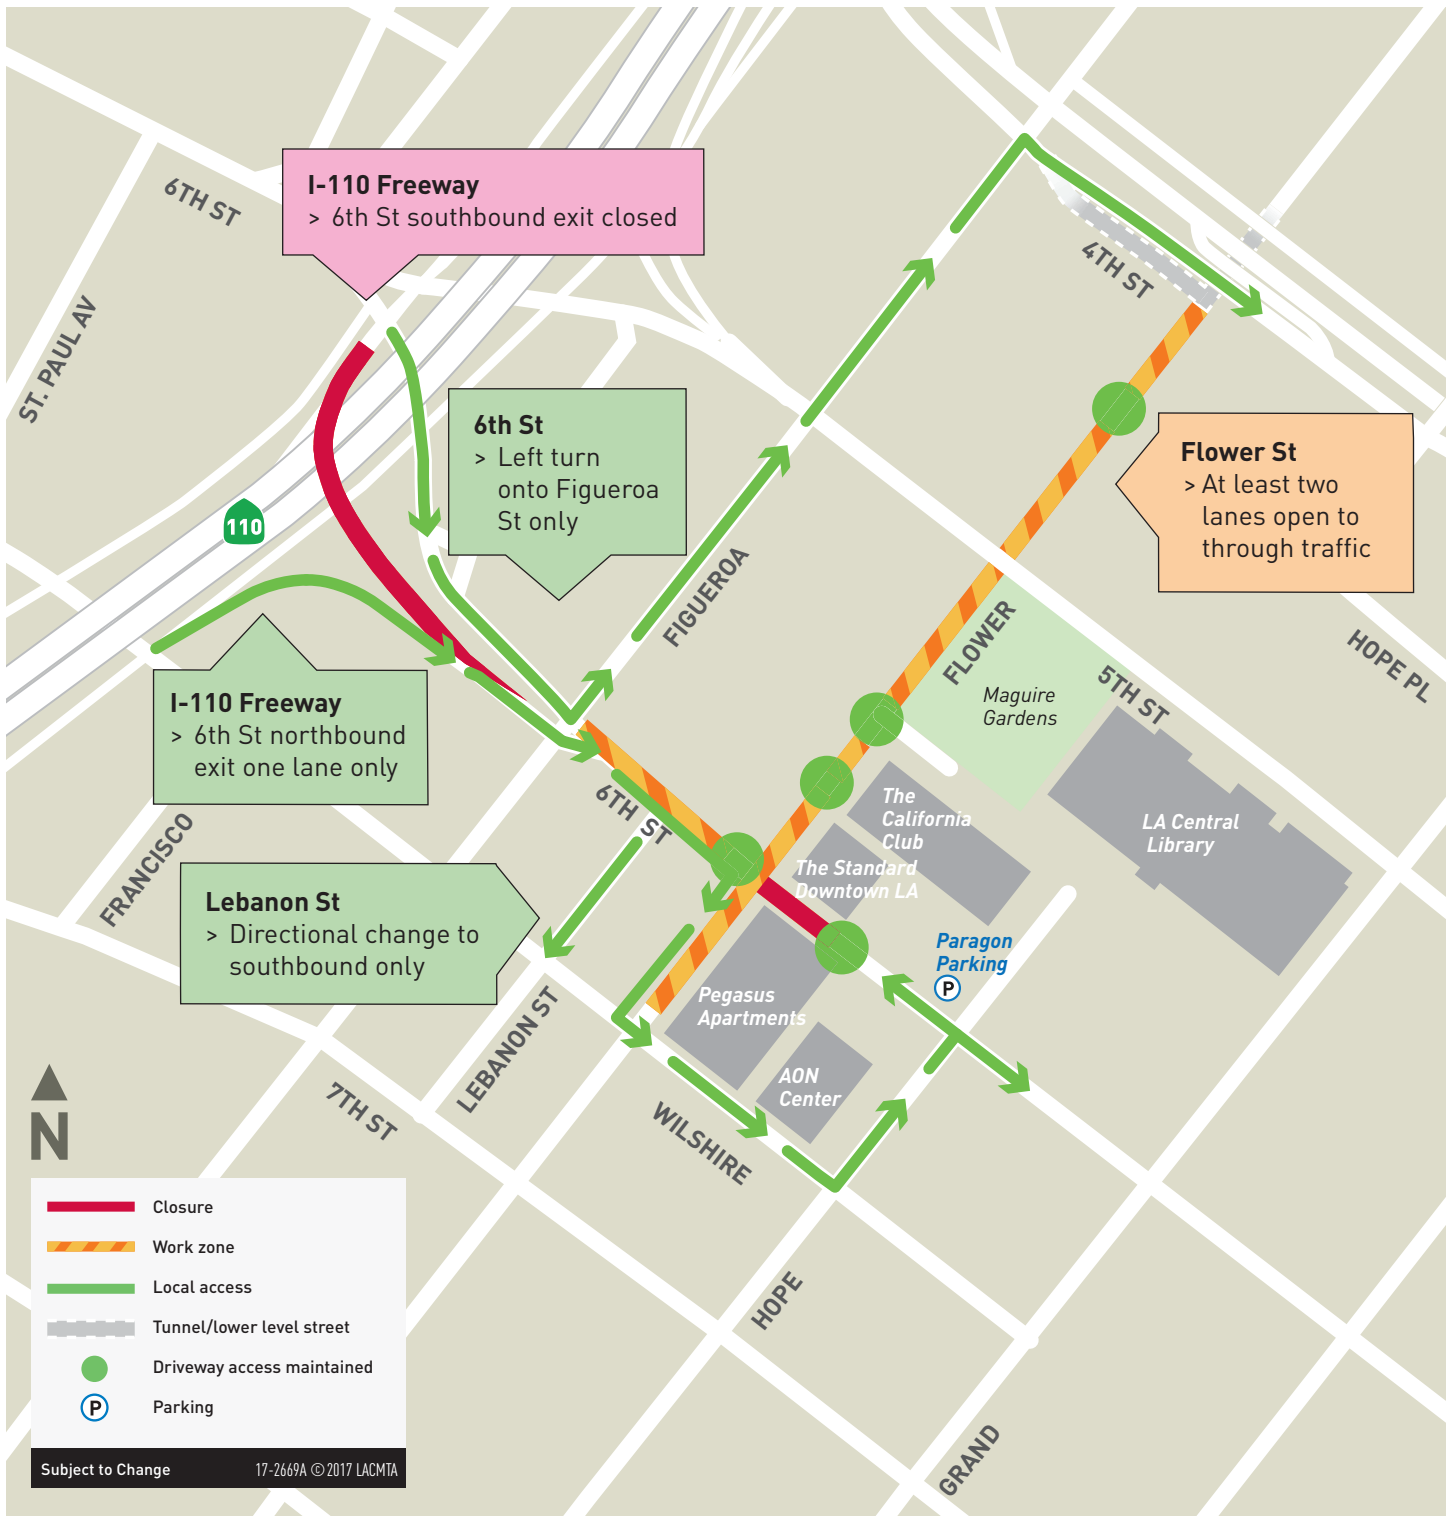 I-110 Freeway
> 6th St southbound exit closed
6TH ST
4TH ST
ST. PAUL AV
6th St
> Left turn
onto Figueroa
St only
Flower St
> At least two
lanes open to
through traffic
110
FIGUEROA
FLOWER
HOPE PL
5TH ST
Maguire
Gardens
I-110 Freeway
> 6th St northbound
exit one lane only
6TH ST
The
California
Club
LA Central
Library
FRANCISCO
The Standard
Downtown LA
Lebanon St
> Directional change to
southbound only
Paragon
Parking
P
Pegasus
Apartments
LEBANON ST
AON
Center
7TH ST
WILSHIRE
N
HOPE
GRAND
Closure
Work zone
Local access
Tunnel/lower level street
Driveway access maintained
P Parking
Subject to Change 17-2669A ©2017 LACMTA